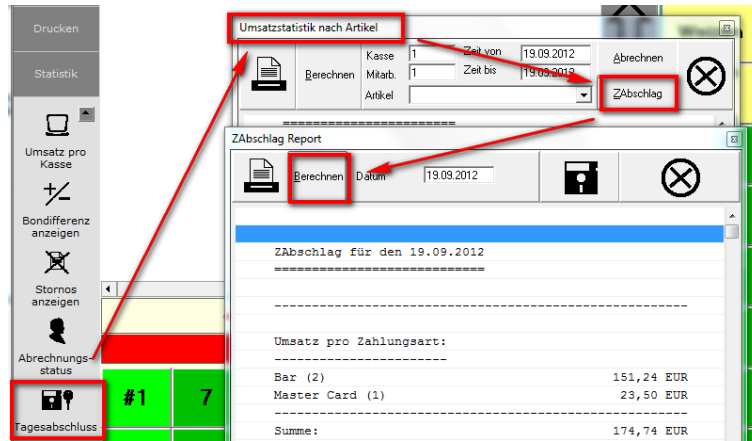 Drucken
Statistik
Umsatz pro
Kasse
Bondifferenz
anzeigen
Stornos
anzeigen
Abrechnungs-
status
Tagesabschluss
#1
7
Umsatzstatistik nach Artikel
Berechnen
Kasse 1
Zeit von 19.09.2012
Mitarb. 1
Zeit bis 19.09.2012
Artikel
Abrechnen
ZAbschlag
=======================
ZAbschlag Report
Berechnen
Datum
19.09.2012
ZAbschlag für den 19.09.2012
============================
-------------------------------------------------------
Umsatz pro Zahlungsart:
-----------------------
Bar (2) 151,24 EUR
Master Card (1) 23,50 EUR
-------------------------------------------------------
Summe: 174,74 EUR